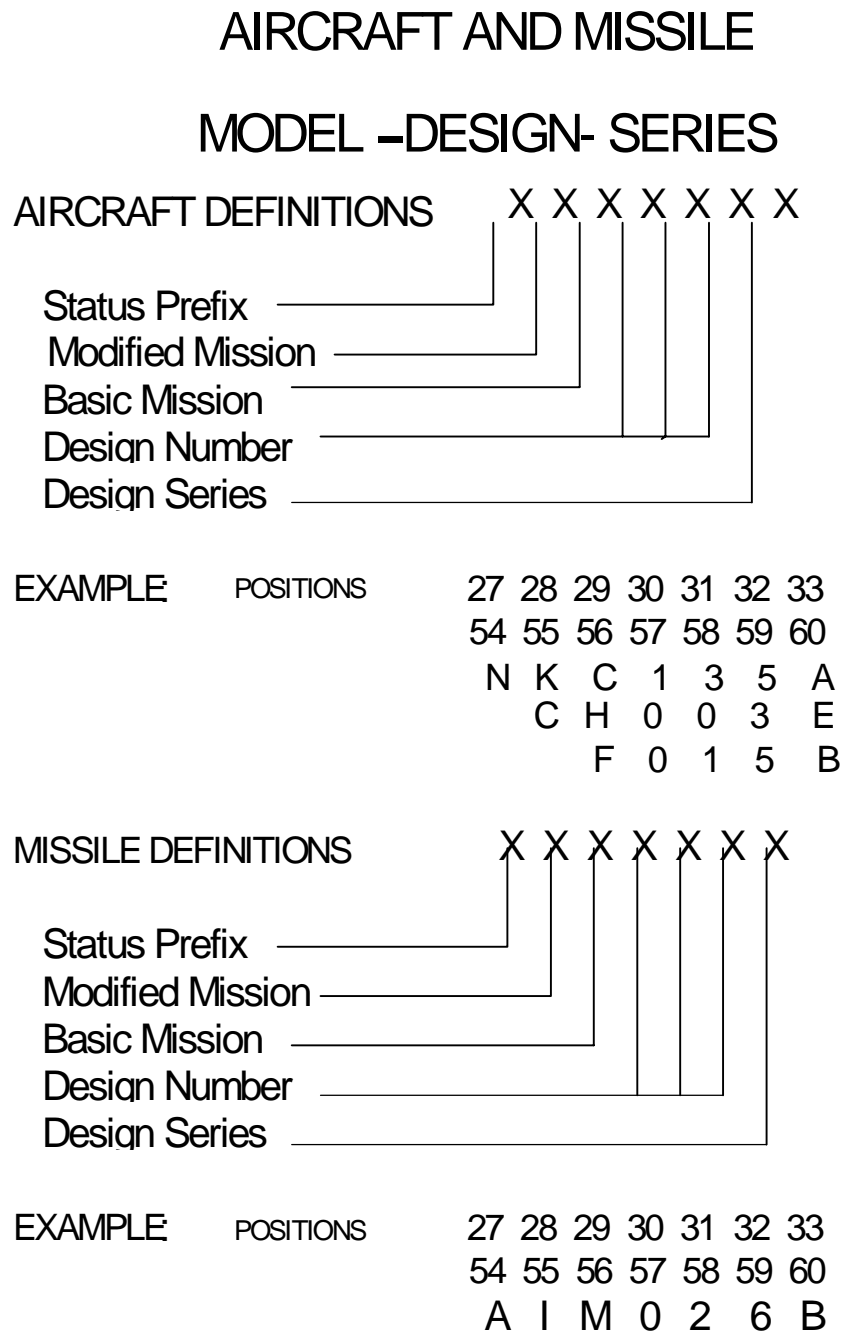 AIRCRAFT AND MISSILE
MODEL –DESIGN- SERIES
AIRCRAFT DEFINITIONS X X X X X X X
Status Prefix
Modified Mission
Basic Mission
Design Number
Design Series
EXAMPLE: POSITIONS 27 28 29 30 31 32 33
54 55 56 57 58 59 60
N K C 1 3 5 A
C H 0 0 3 E
F 0 1 5 B
MISSILE DEFINITIONS X X X X X X X
Status Prefix
Modified Mission
Basic Mission
Design Number
Design Series
EXAMPLE: POSITIONS 27 28 29 30 31 32 33
54 55 56 57 58 59 60
A I M 0 2 6 B